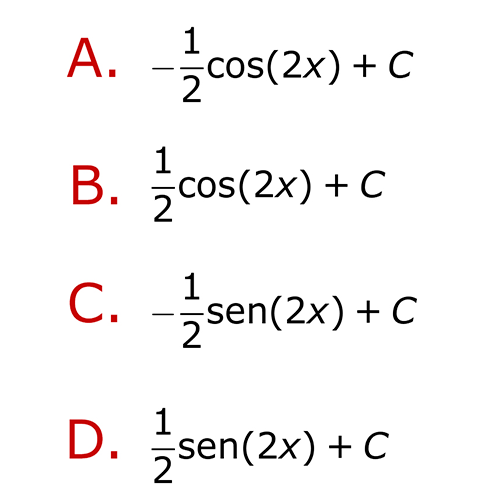 A. -1/2cos(2x) + C
B. 1/2cos(2x) + C
C. -1/2sen(2x) + C
D. 1/2sen(2x) + C